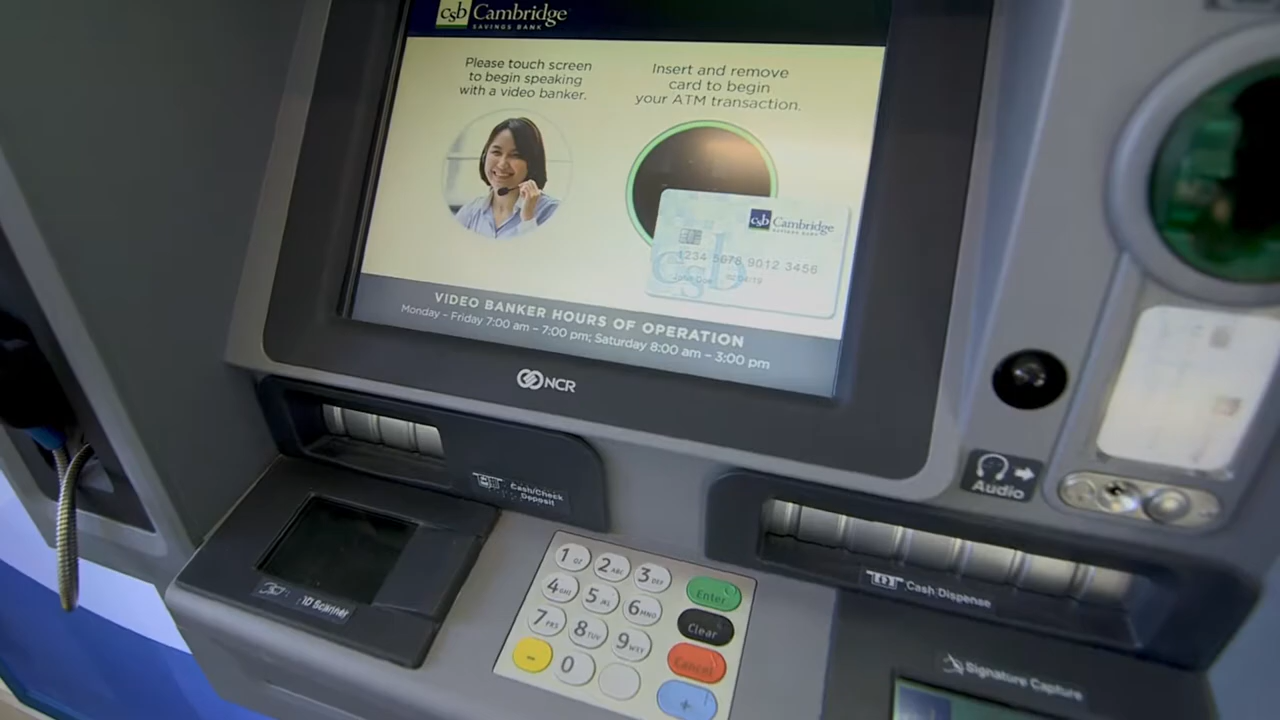 csb Cambridge
SAVINGS BANK
Please touch screen
to begin speaking
with a video banker.
Insert and remove
card to begin
your ATM transaction.
csb Cambridge
SAVINGS BANK
csb
1234 5678 9012 3456
VIDEO BANKER HOURS OF OPERATION
Monday – Friday 7:00 am – 7:00 pm; Saturday 8:00 am – 3:00 pm
NCR
Cash/Check
Deposit
Audio
ID Scanner
Cash Dispense
Signature Capture
1 QZ 2 ABC 3 DEF Enter
4 GHI 5 JKL 6 MNO Clear
7 PRS 8 TUV 9 WXY Cancel
- 0 +